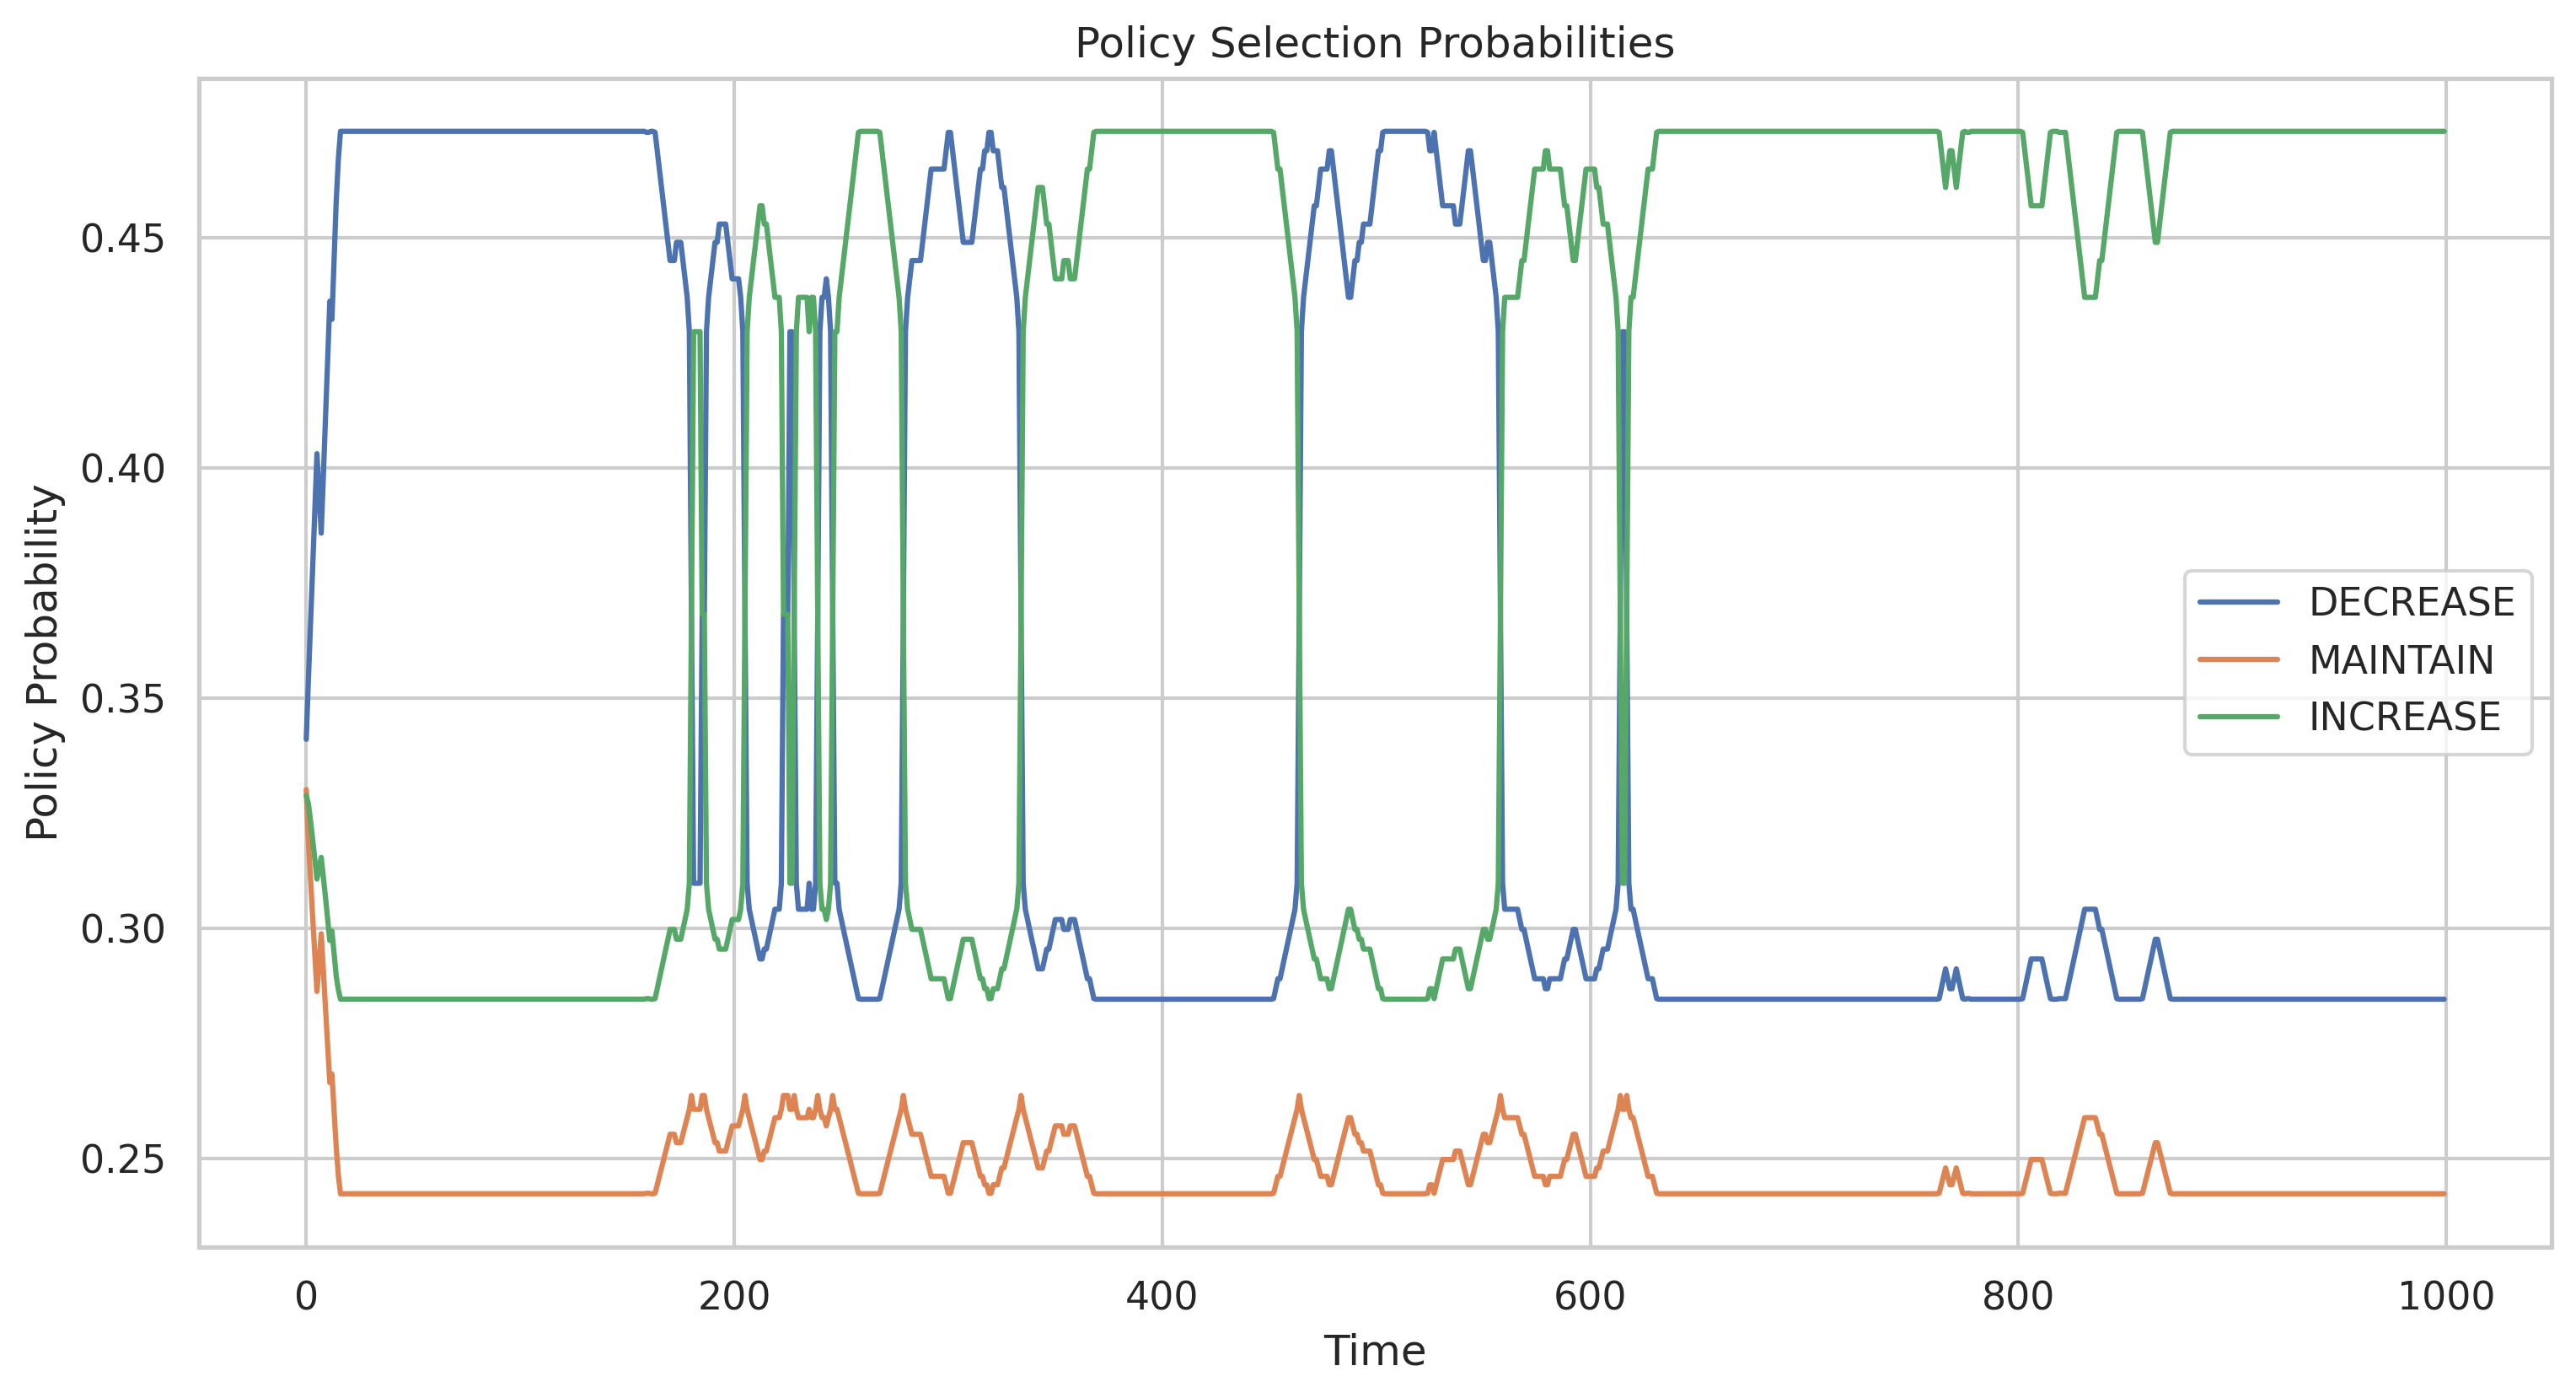 Policy Selection Probabilities
Policy Probability
0.45
0.40
0.35
0.30
0.25
DECREASE
MAINTAIN
INCREASE
0 200 400 600 800 1000
Time